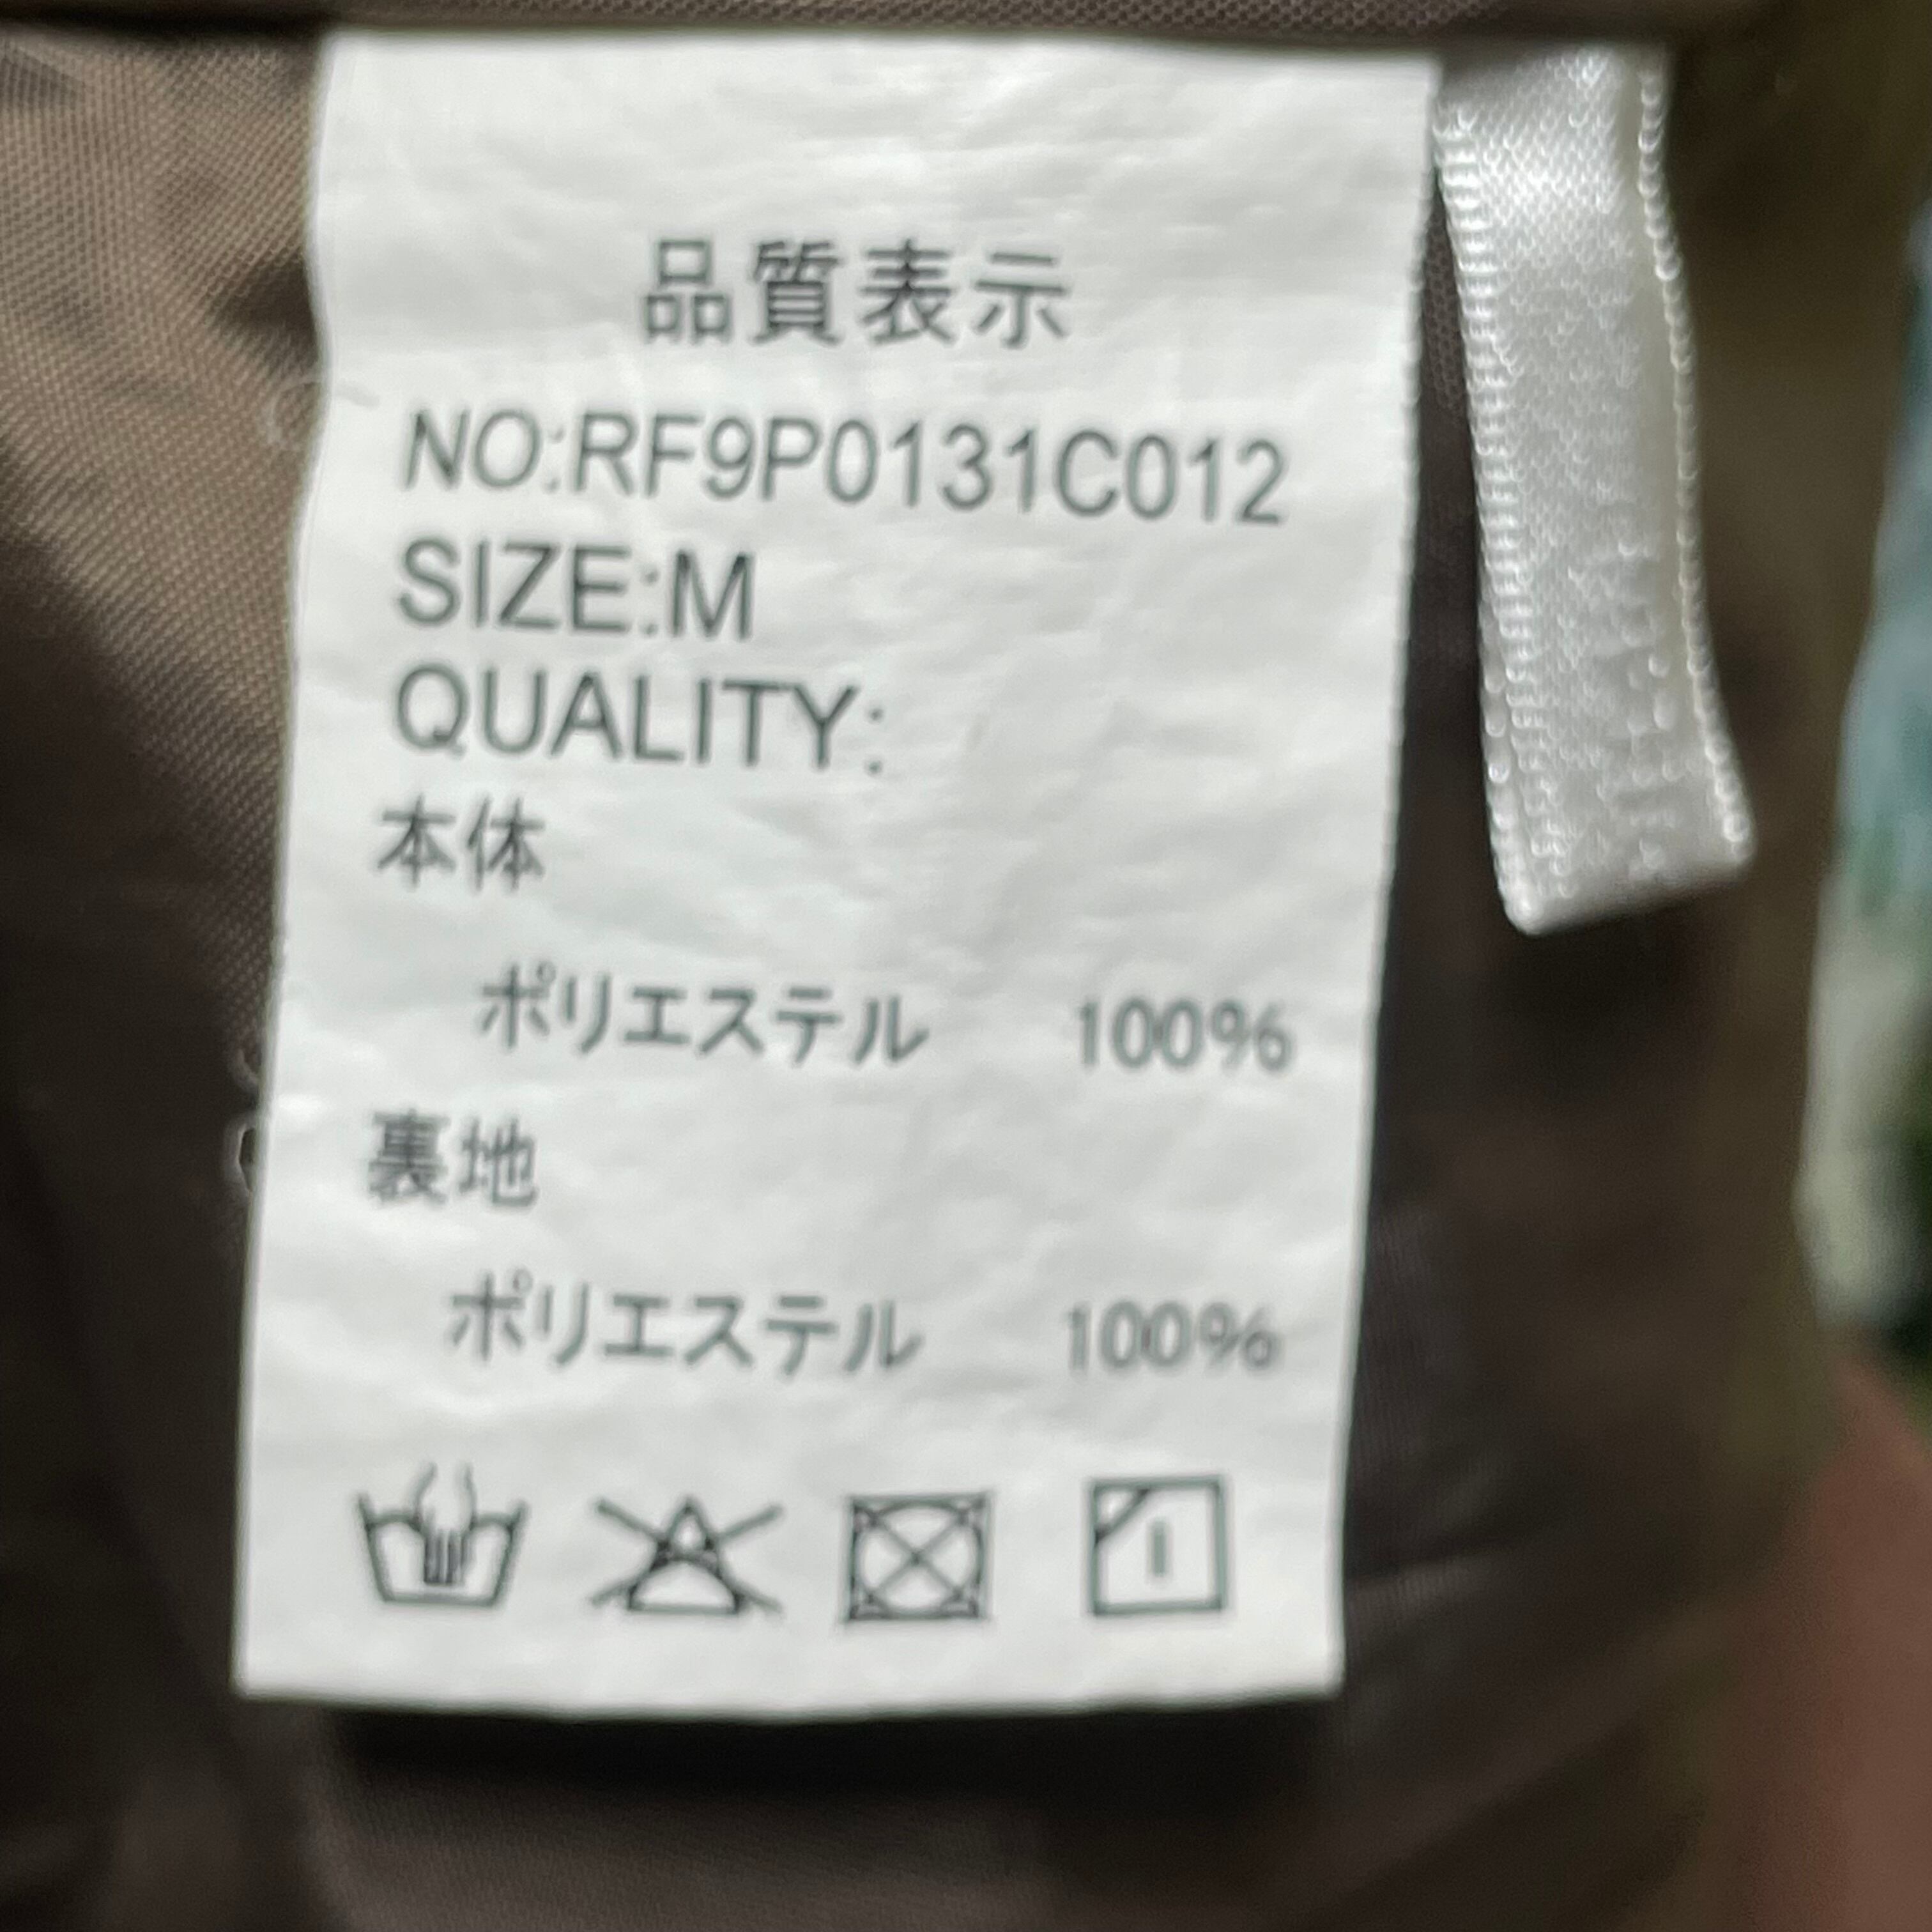 品質表示
NO:RF9P0131C012
SIZE:M
QUALITY:
本体
ポリエステル 100%
裏地
ポリエステル 100%